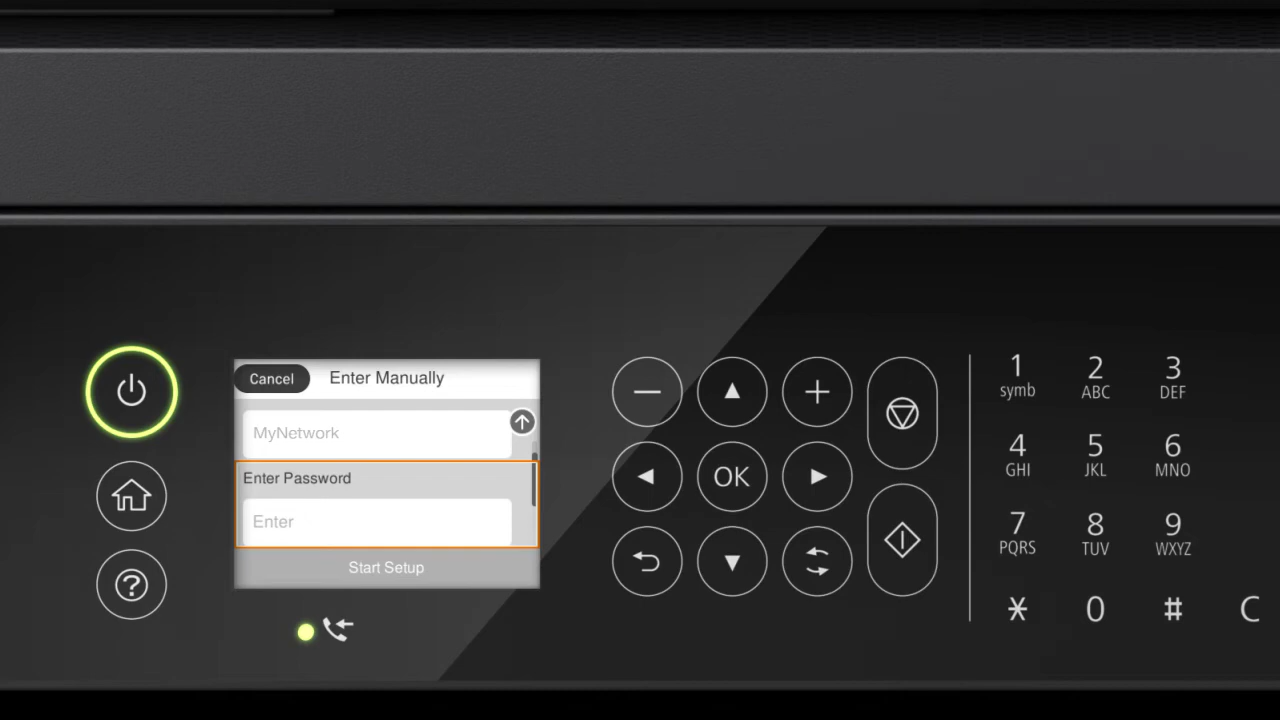 Cancel Enter Manually
MyNetwork
Enter Password
Enter
Start Setup
OK
1 2 3
symb ABC DEF
4 5 6
GHI JKL MNO
7 8 9
PQRS TUV WXYZ
* 0 # C